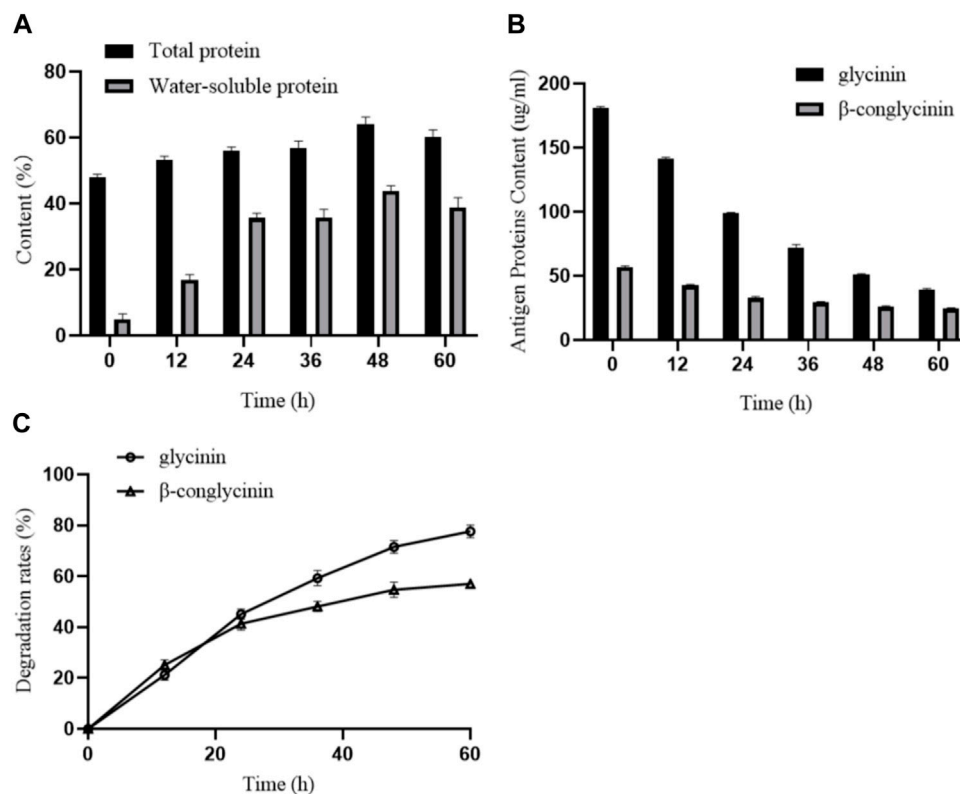 A
Total protein
Water-soluble protein
Content (%)
80
60
40
20
0
0 12 24 36 48 60
Time (h)
B
glycinin
β-conglycinin
Antigen Proteins Content (ug/ml)
200
150
100
50
0
0 12 24 36 48 60
Time (h)
C
glycinin
β-conglycinin
Degradation rates (%)
100
80
60
40
20
0
0 20 40 60
Time (h)